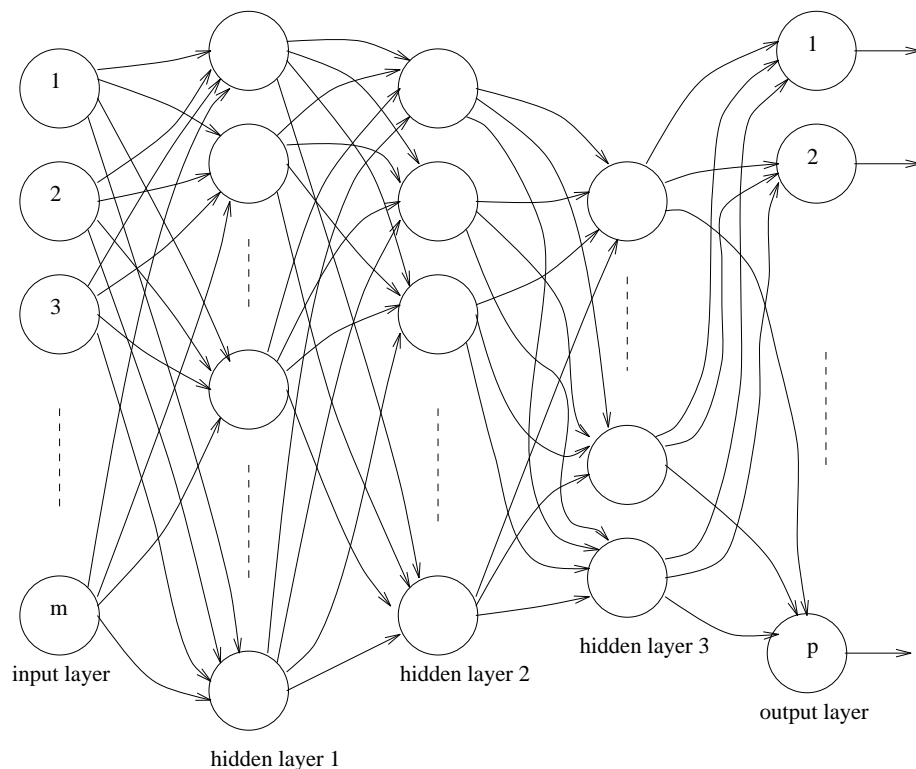 1
2
3
m
input layer
hidden layer 1
hidden layer 2
hidden layer 3
1
2
p
output layer